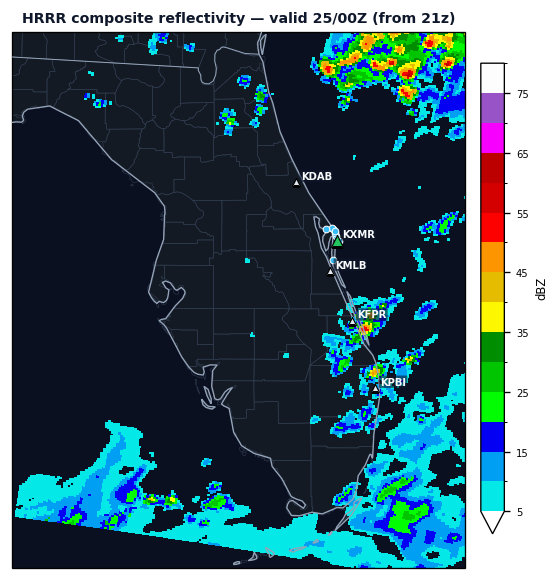 HRRR composite reflectivity — valid 25/00Z (from 21z)
KDAB
KXMR
KMLB
KFPR
KPBI
75
65
55
45
35
25
15
5
dBZ